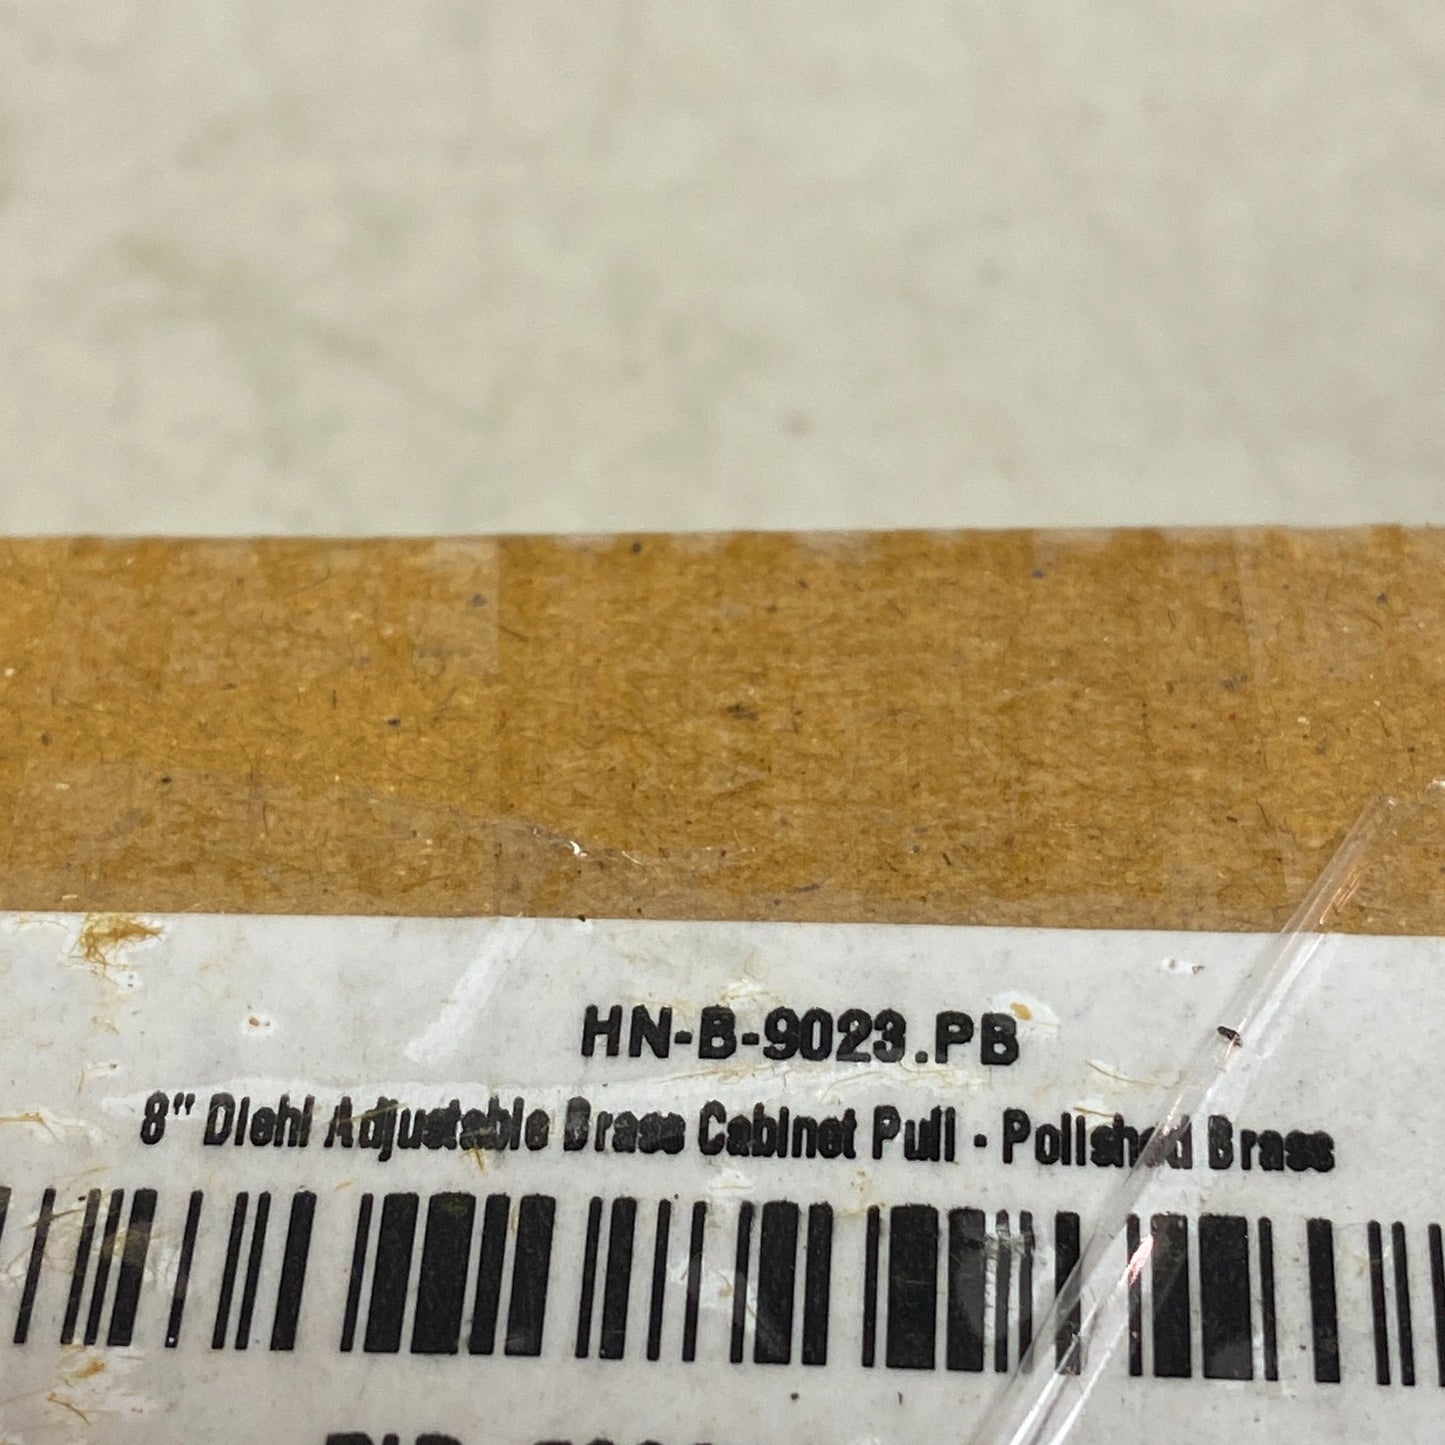 HN-B-9023.PB
8" Diehl Adjustable Brass Cabinet Pull - Polished Brass